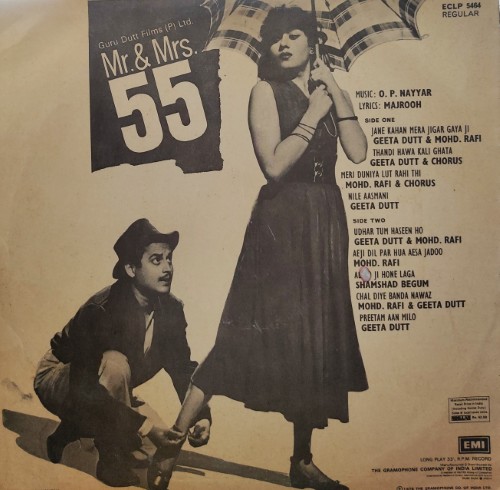 Guru Dutt Films (P) Ltd.
Mr. & Mrs.
55
ECLP 5464
REGULAR
MUSIC: O. P. NAYYAR
LYRICS: MAJROOH
SIDE ONE
JANE KAHAN MERA JIGAR GAYA JI
GEETA DUTT & MOHD. RAFI
THANDI HAWA KALI GHATA
GEETA DUTT & CHORUS
MERI DUNIYA LUT RAHI THI
MOHD. RAFI & CHORUS
NILE AASMANI
GEETA DUTT
SIDE TWO
UDHAR TUM HASEEN HO
GEETA DUTT & MOHD. RAFI
AEJI DIL PAR HUA AESA JADOO
MOHD. RAFI
JI HONE LAGA
SHAMSHAD BEGUM
CHAL DIYE BANDA NAWAZ
MOHD. RAFI & GEETA DUTT
PREETAM AAN MILO
GEETA DUTT
EMI
LONG PLAY 33⅓ R.P.M. RECORD
THE GRAMOPHONE COMPANY OF INDIA LIMITED